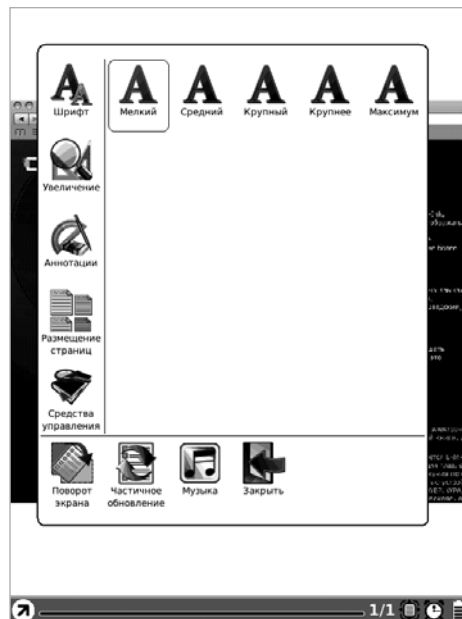 Шрифт
Мелкий
Средний
Крупный
Крупнее
Максимум
Увеличение
Аннотации
Размещение
страниц
Средства
управления
Поворот
экрана
Частичное
обновление
Музыка
Закрыть
1/1